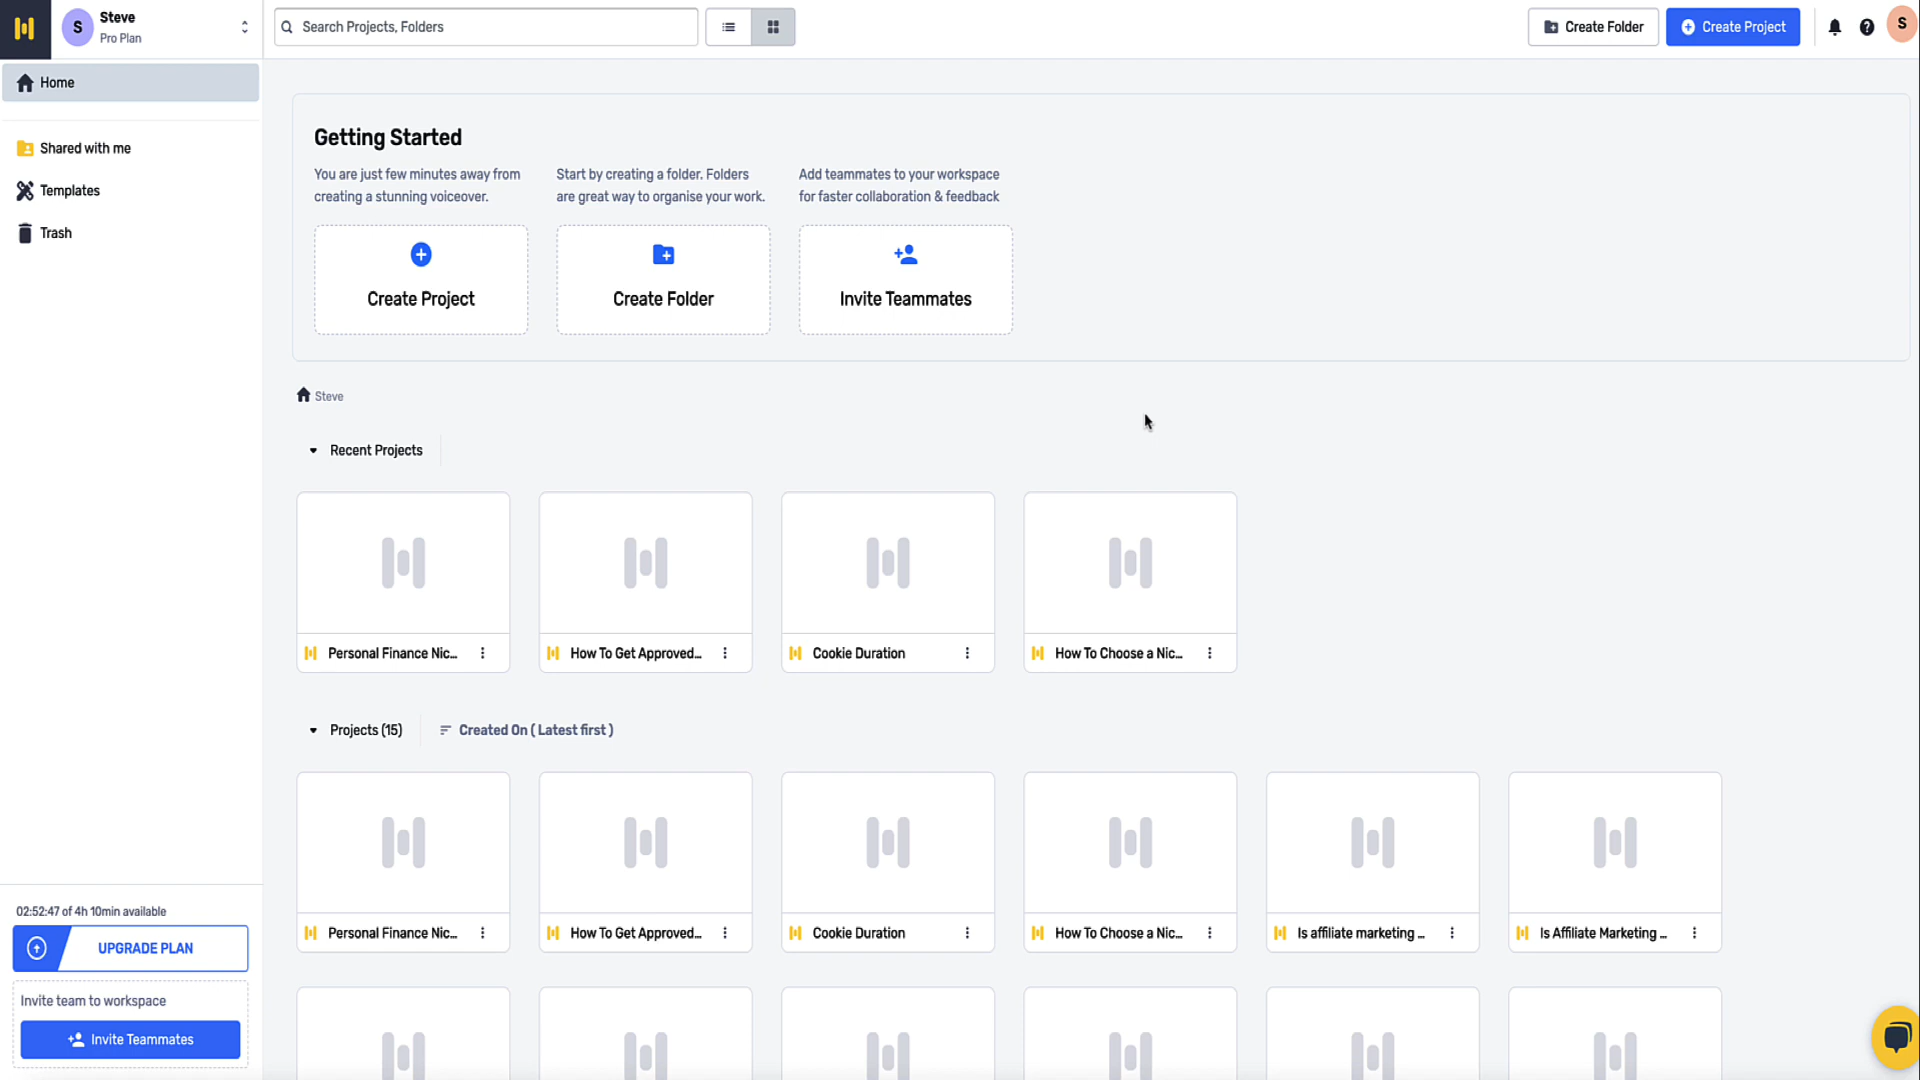 S
Steve
Pro Plan
Search Projects, Folders
Create Folder
Create Project
S
Home
Shared with me
Templates
Trash
Getting Started
You are just few minutes away from
creating a stunning voiceover.
Start by creating a folder. Folders
are great way to organise your work.
Add teammates to your workspace
for faster collaboration & feedback
Create Project
Create Folder
Invite Teammates
Steve
Recent Projects
Personal Finance Nic...
How To Get Approved...
Cookie Duration
How To Choose a Nic...
Projects (15)
Created On ( Latest first )
Personal Finance Nic...
How To Get Approved...
Cookie Duration
How To Choose a Nic...
Is affiliate marketing ...
Is Affiliate Marketing ...
02:52:47 of 4h 10min available
UPGRADE PLAN
Invite team to workspace
Invite Teammates